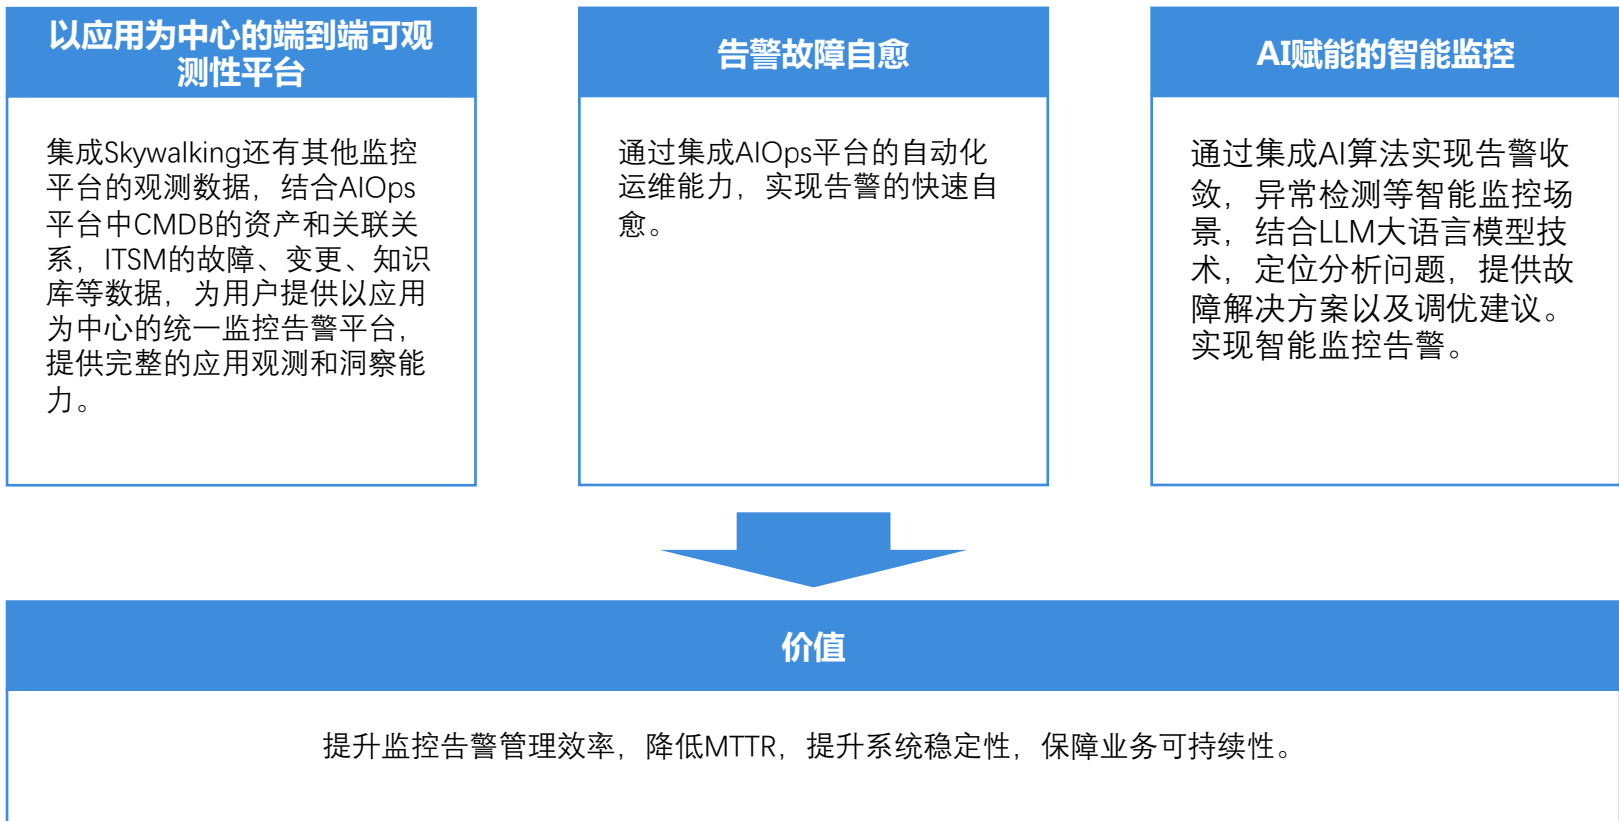 以应用为中心的端到端可观
测性平台
集成Skywalking还有其他监控
平台的观测数据，结合AIOps
平台中CMDB的资产和关联关
系，ITSM的故障、变更、知识
库等数据，为用户提供以应用
为中心的统一监控告警平台，
提供完整的应用观测和洞察能
力。
告警故障自愈
通过集成AIOps平台的自动化
运维能力，实现告警的快速自
愈。
AI赋能的智能监控
通过集成AI算法实现告警收
敛，异常检测等智能监控场
景，结合LLM大语言模型技
术，定位分析问题，提供故
障解决方案以及调优建议。
实现智能监控告警。
价值
提升监控告警管理效率，降低MTTR，提升系统稳定性，保障业务可持续性。